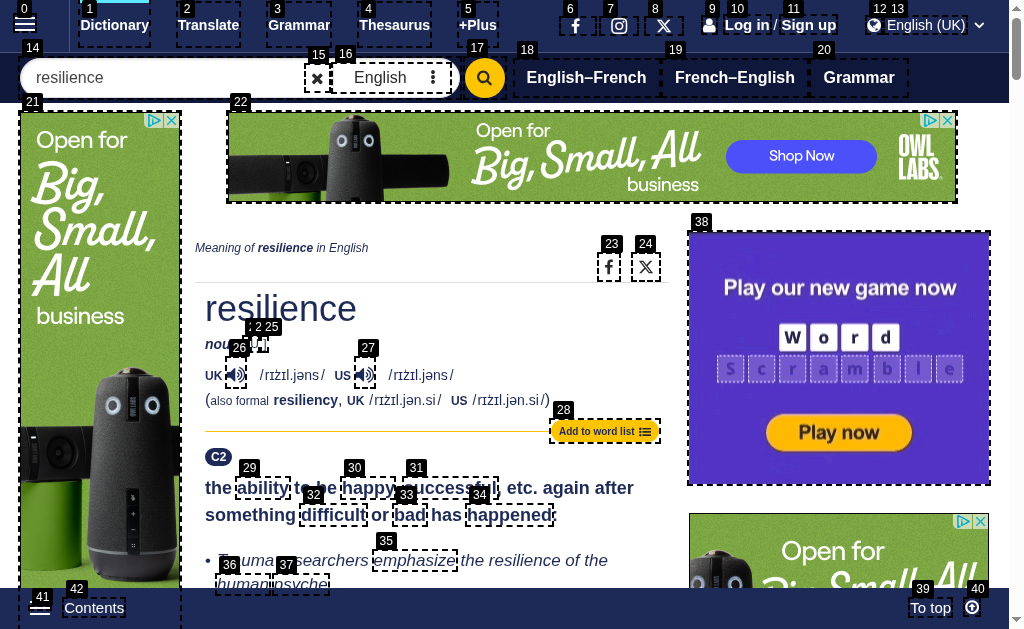 0 1 2 3 4 5 6 7 8 9 10 11 12 13
Dictionary Translate Grammar Thesaurus +Plus Log in / Sign up English (UK)
14 15 16 17 18 19 20
resilience English English–French French–English Grammar
21 22
Open for
Big,
Small,
All
business
Open for
Big, Small, All
business
Shop Now
OWL
LABS
23 24
Meaning of resilience in English
resilience
25
noun
26 27
UK /rɪˈzɪl.jəns/ US /rɪˈzɪl.jəns/
(also formal resiliency, UK /rɪˈzɪl.jən.si/ US /rɪˈzɪl.jən.si/)
28
Add to word list
C2
29 30 31
the ability to be happy, successful, etc. again after
32 33 34
something difficult or bad has happened:
35
• Trauma researchers emphasize the resilience of the
36 37
human psyche.
38
Play our new game now
Word
Scramble
Play now
Open for
Big, Small, All
39 40 41 42
Contents To top